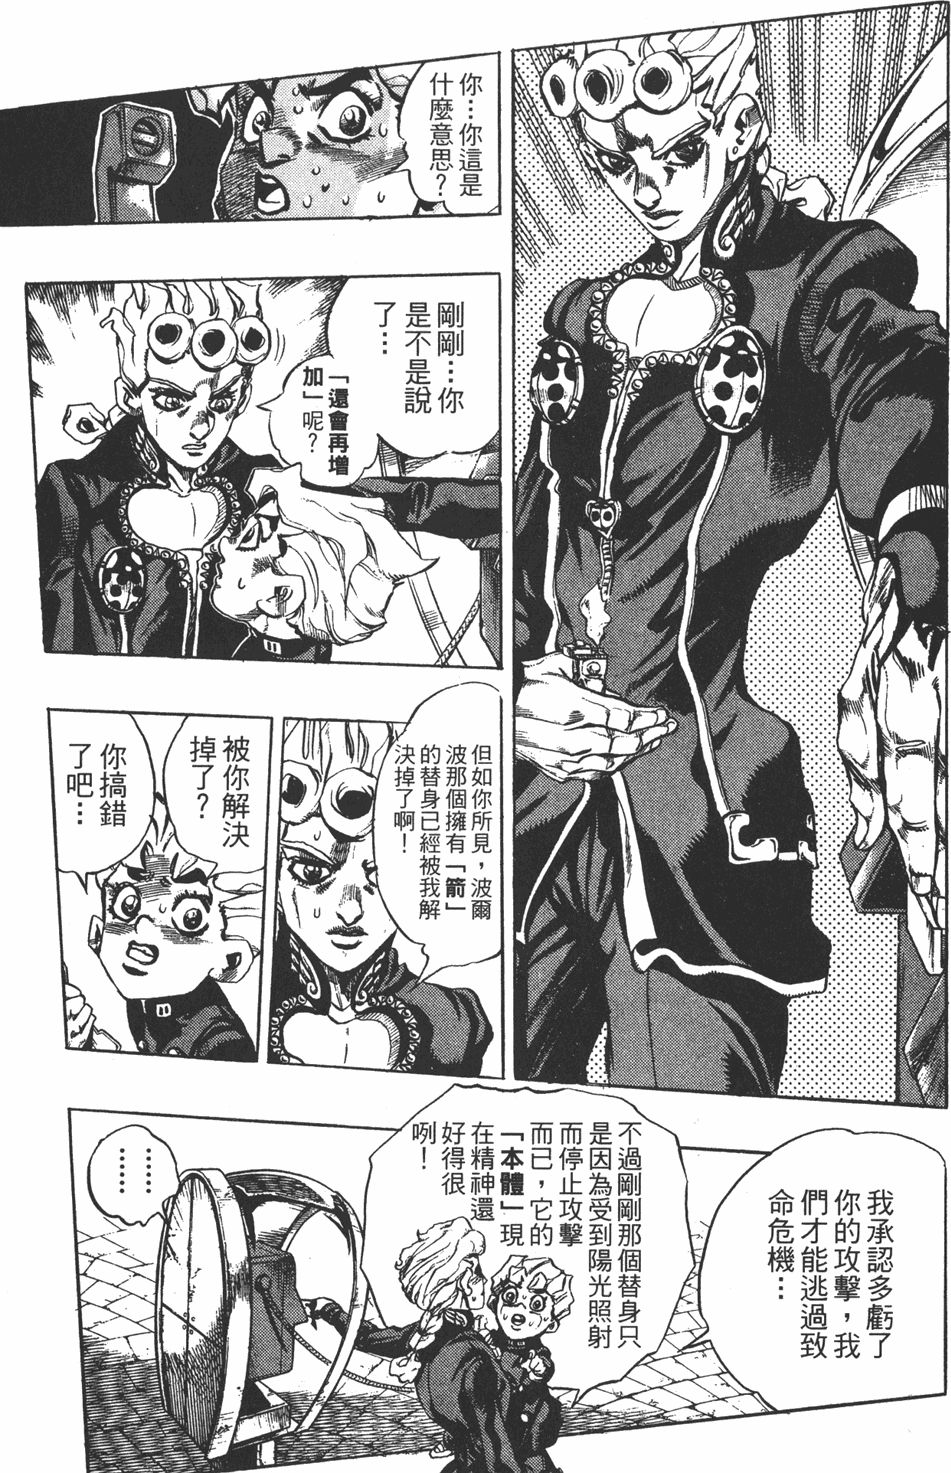 你…你這是
什麼意思？
剛剛…你
是不是說
了…
「還會再增
加」呢？
但如你所見，波爾
波那個擁有「箭」
的替身已經被我解
決掉了啊！
被你解決
掉了？
你搞錯
了吧…
我承認多虧了
你的攻擊，我
們才能逃過致
命危機…
不過剛剛那個替身只
是因為受到陽光照射
而停止攻擊
而已，它的
「本體」現
在精神還
好得很
咧！
…
…